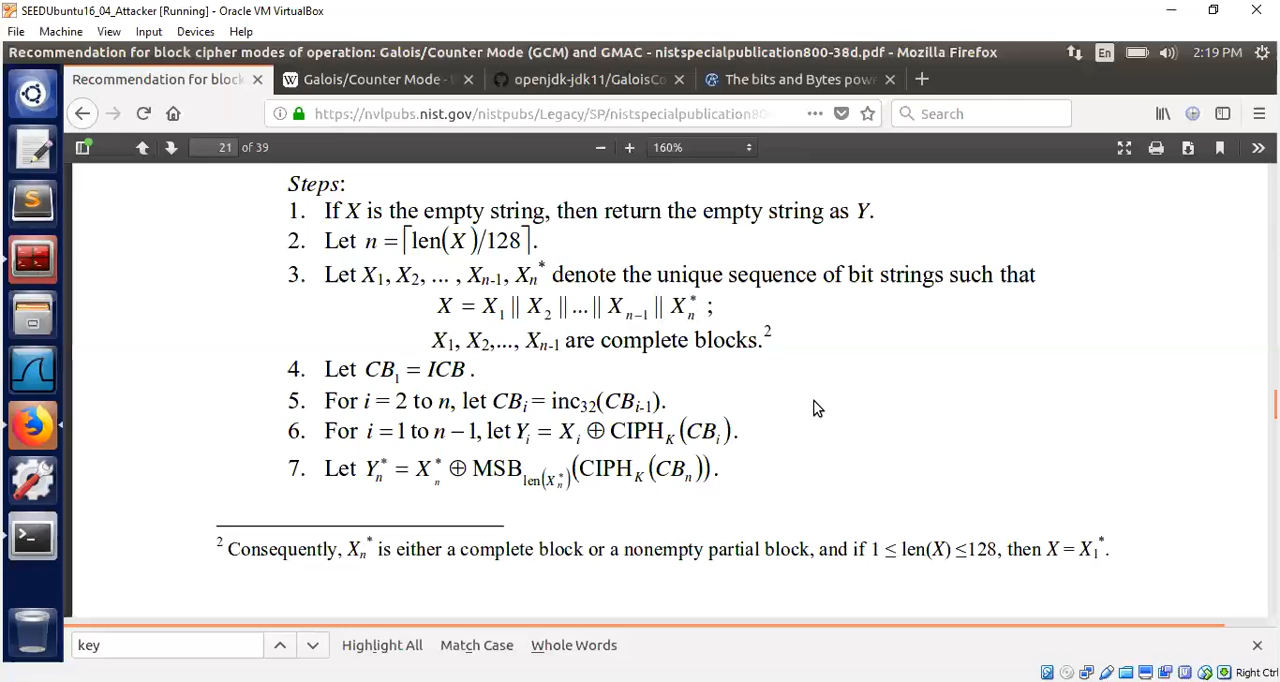 SEEDUbuntu16_04_Attacker [Running] - Oracle VM VirtualBox
File Machine View Input Devices Help
Recommendation for block cipher modes of operation: Galois/Counter Mode (GCM) and GMAC - nistspecialpublication800-38d.pdf - Mozilla Firefox
En 2:19 PM
Recommendation for block
Galois/Counter Mode -
openjdk-jdk11/GaloisCo
The bits and Bytes pow
https://nvlpubs.nist.gov/nistpubs/Legacy/SP/nistspecialpublication800-
Search
21 of 39
160%
Steps:
1. If X is the empty string, then return the empty string as Y.
2. Let n = ⌈len(X)/128⌉.
3. Let X₁, X₂, ... , Xₙ₋₁, Xₙ* denote the unique sequence of bit strings such that
X = X₁ || X₂ || ... || Xₙ₋₁ || Xₙ* ;
X₁, X₂,..., Xₙ₋₁ are complete blocks.²
4. Let CB₁ = ICB .
5. For i = 2 to n, let CBᵢ = inc₃₂(CBᵢ₋₁).
6. For i = 1 to n − 1, let Yᵢ = Xᵢ ⊕ CIPH_K(CBᵢ).
7. Let Yₙ* = Xₙ* ⊕ MSB_len(Xₙ*)(CIPH_K(CBₙ)).
² Consequently, Xₙ* is either a complete block or a nonempty partial block, and if 1 ≤ len(X) ≤128, then X = X₁*.
key
Highlight All Match Case Whole Words
Right Ctrl